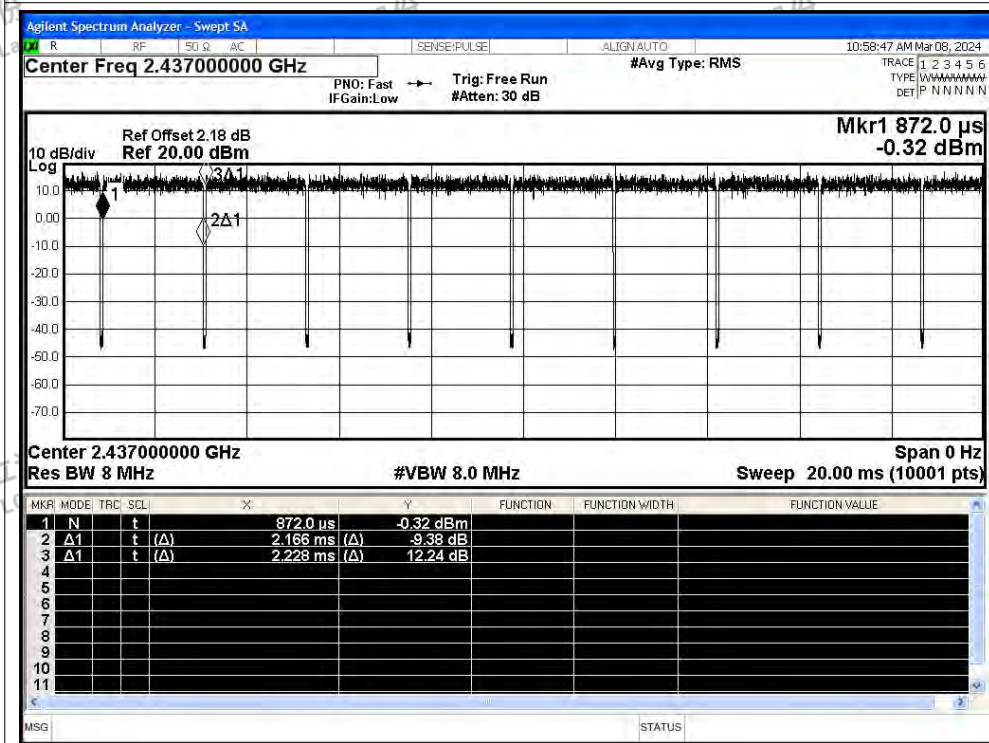 Agilent Spectrum Analyzer - Swept SA
R RF 50 Ω AC SENSE:PULSE ALIGN AUTO 10:58:47 AM Mar 08, 2024
Center Freq 2.437000000 GHz #Avg Type: RMS TRACE 1 2 3 4 5 6
PNO: Fast Trig: Free Run TYPE WWWWWW
IFGain:Low #Atten: 30 dB DET P N N N N N
Mkr1 872.0 µs
Ref Offset 2.18 dB
10 dB/div Ref 20.00 dBm -0.32 dBm
Log
3Δ1
10.0
1
0.00
2Δ1
-10.0
-20.0
-30.0
-40.0
-50.0
-60.0
-70.0
Center 2.437000000 GHz Span 0 Hz
Res BW 8 MHz #VBW 8.0 MHz Sweep 20.00 ms (10001 pts)
MKR MODE TRC SCL X Y FUNCTION FUNCTION WIDTH FUNCTION VALUE
1 N t 872.0 µs -0.32 dBm
2 Δ1 t (Δ) 2.166 ms (Δ) -9.38 dB
3 Δ1 t (Δ) 2.228 ms (Δ) 12.24 dB
4
5
6
7
8
9
10
11
MSG STATUS